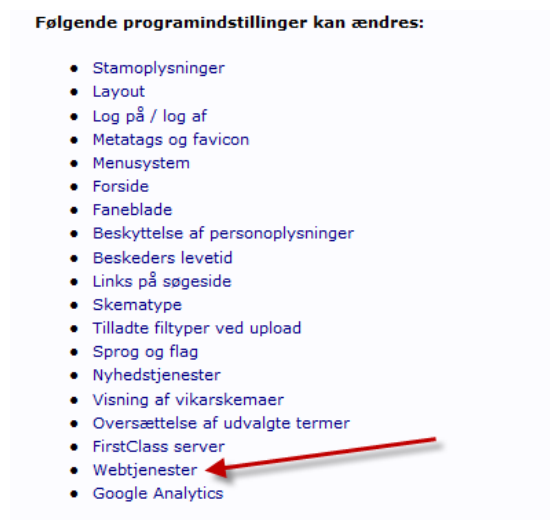 Følgende programindstillinger kan ændres:
• Stamoplysninger
• Layout
• Log på / log af
• Metatags og favicon
• Menusystem
• Forside
• Faneblade
• Beskyttelse af personoplysninger
• Beskeders levetid
• Links på søgeside
• Skematype
• Tilladte filtyper ved upload
• Sprog og flag
• Nyhedstjenester
• Visning af vikarskemaer
• Oversættelse af udvalgte termer
• FirstClass server
• Webtjenester
• Google Analytics